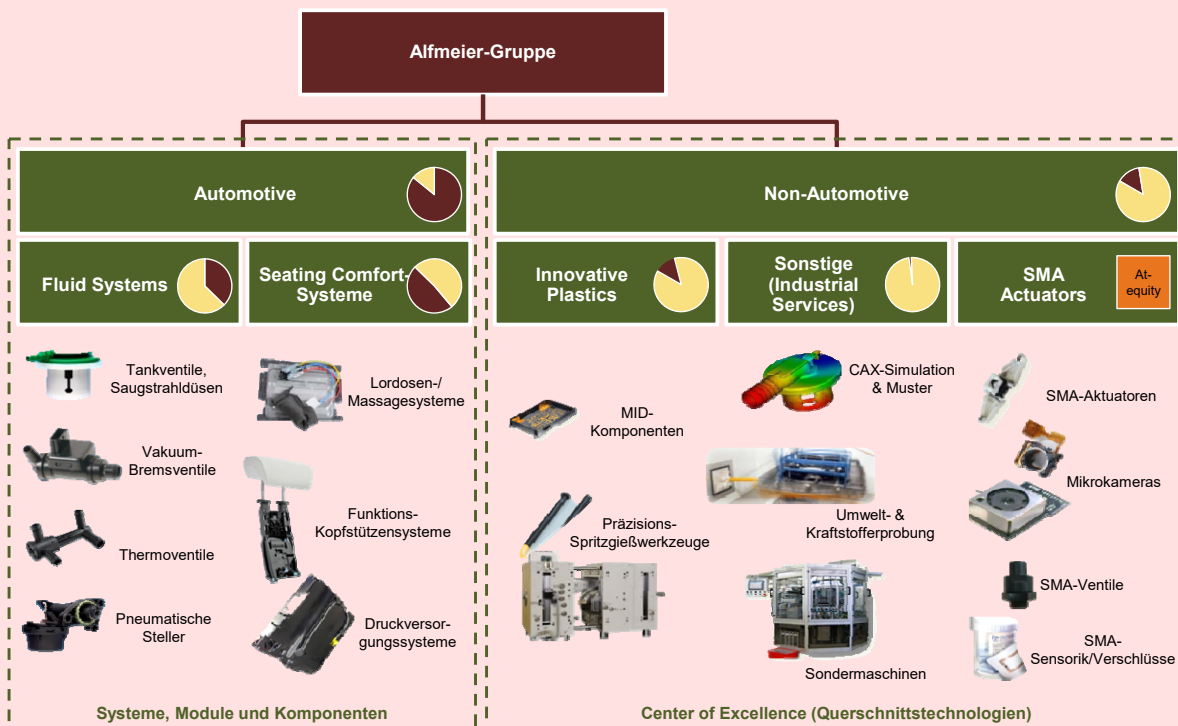 Alfmeier-Gruppe
Automotive
Non-Automotive
Fluid Systems
Seating Comfort-
Systeme
Innovative
Plastics
Sonstige
(Industrial
Services)
SMA
Actuators
At-
equity
Tankventile,
Saugstrahldüsen
Vakuum-
Bremsventile
Thermoventile
Pneumatische
Steller
Lordosen-/
Massagesysteme
Funktions-
Kopfstützensysteme
Druckversor-
gungssysteme
MID-
Komponenten
Präzisions-
Spritzgießwerkzeuge
CAX-Simulation
& Muster
Umwelt- &
Kraftstofferprobung
Sondermaschinen
SMA-Aktuatoren
Mikrokameras
SMA-Ventile
SMA-
Sensorik/Verschlüsse
Systeme, Module und Komponenten
Center of Excellence (Querschnittstechnologien)